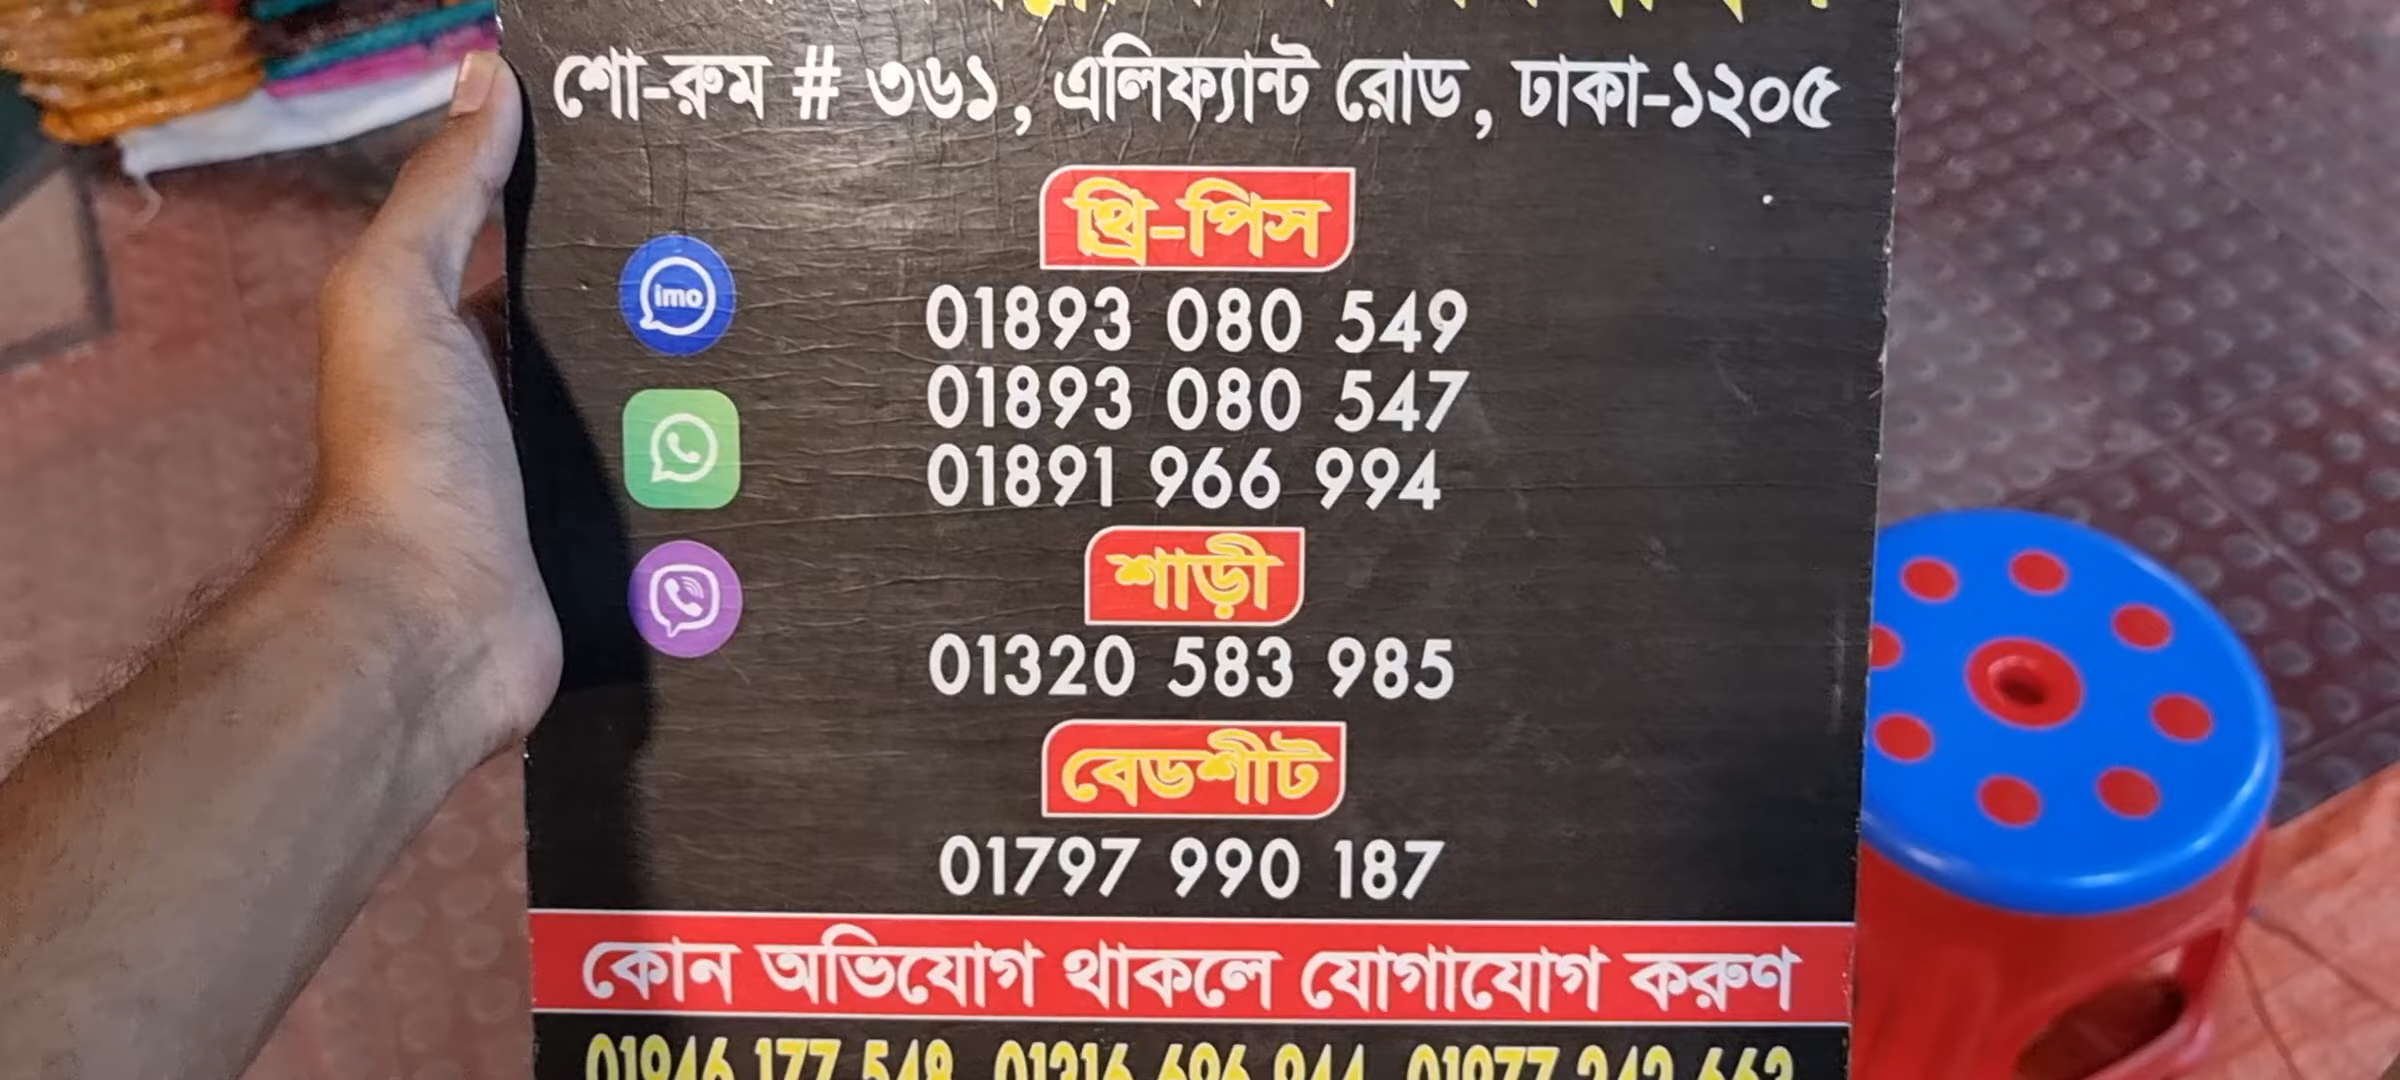 শো-রুম # ৩৬১, এলিফ্যান্ট রোড, ঢাকা-১২০৫
থ্রি-পিস
imo
01893 080 549
01893 080 547
01891 966 994
শাড়ী
01320 583 985
বেডশীট
01797 990 187
কোন অভিযোগ থাকলে যোগাযোগ করুণ